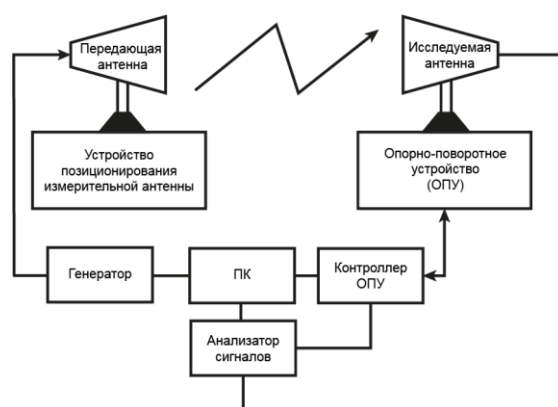 Передающая
антенна
Исследуемая
антенна
Устройство
позиционирования
измерительной антенны
Опорно-поворотное
устройство
(ОПУ)
Генератор
ПК
Контроллер
ОПУ
Анализатор
сигналов